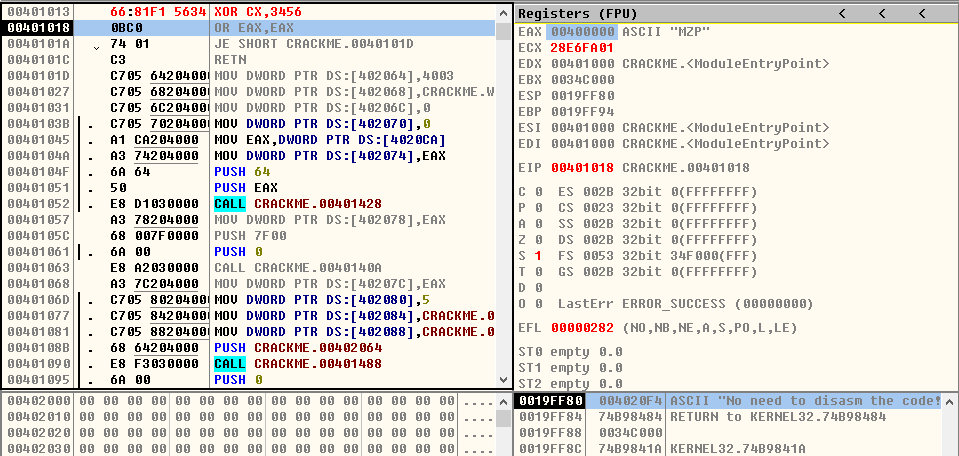 00401013 66:81F1 5634 XOR CX,3456
00401018 0BC0 OR EAX,EAX
0040101A 74 01 JE SHORT CRACKME.0040101D
0040101C C3 RETN
0040101D C705 64204000 MOV DWORD PTR DS:[402064],4003
00401027 C705 68204000 MOV DWORD PTR DS:[402068],CRACKME.W
00401031 C705 6C204000 MOV DWORD PTR DS:[40206C],0
0040103B . C705 70204000 MOV DWORD PTR DS:[402070],0
00401045 . A1 CA204000 MOV EAX,DWORD PTR DS:[4020CA]
0040104A . A3 74204000 MOV DWORD PTR DS:[402074],EAX
0040104F . 6A 64 PUSH 64
00401051 . 50 PUSH EAX
00401052 . E8 D1030000 CALL CRACKME.00401428
00401057 A3 78204000 MOV DWORD PTR DS:[402078],EAX
0040105C 68 007F0000 PUSH 7F00
00401061 . 6A 00 PUSH 0
00401063 E8 A2030000 CALL CRACKME.0040140A
00401068 A3 7C204000 MOV DWORD PTR DS:[40207C],EAX
0040106D . C705 80204000 MOV DWORD PTR DS:[402080],5
00401077 . C705 84204000 MOV DWORD PTR DS:[402084],CRACKME.0
00401081 . C705 88204000 MOV DWORD PTR DS:[402088],CRACKME.0
0040108B . 68 64204000 PUSH CRACKME.00402064
00401090 . E8 F3030000 CALL CRACKME.00401488
00401095 . 6A 00 PUSH 0
Registers (FPU) < < <
EAX 00400000 ASCII "MZP"
ECX 28E6FA01
EDX 00401000 CRACKME.<ModuleEntryPoint>
EBX 0034C000
ESP 0019FF80
EBP 0019FF94
ESI 00401000 CRACKME.<ModuleEntryPoint>
EDI 00401000 CRACKME.<ModuleEntryPoint>
EIP 00401018 CRACKME.00401018
C 0 ES 002B 32bit 0(FFFFFFFF)
P 0 CS 0023 32bit 0(FFFFFFFF)
A 0 SS 002B 32bit 0(FFFFFFFF)
Z 0 DS 002B 32bit 0(FFFFFFFF)
S 1 FS 0053 32bit 34F000(FFF)
T 0 GS 002B 32bit 0(FFFFFFFF)
D 0
O 0 LastErr ERROR_SUCCESS (00000000)
EFL 00000282 (NO,NB,NE,A,S,PO,L,LE)
ST0 empty 0.0
ST1 empty 0.0
ST2 empty 0.0
00402000 00 00 00 00 00 00 00 00 00 00 00 00 00 00 00 00 ....
00402010 00 00 00 00 00 00 00 00 00 00 00 00 00 00 00 00 ....
00402020 00 00 00 00 00 00 00 00 00 00 00 00 00 00 00 00 ....
00402030 00 00 00 00 00 00 00 00 00 00 00 00 00 00 00 00 ....
0019FF80 004020F4 ASCII "No need to disasm the code!
0019FF84 74B98484 RETURN to KERNEL32.74B98484
0019FF88 0034C000
0019FF8C 74B9841A KERNEL32.74B9841A